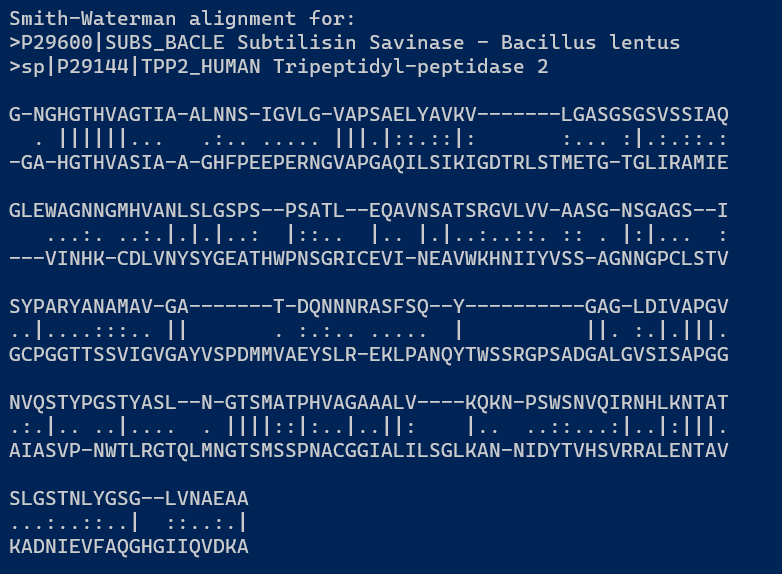 Smith-Waterman alignment for:
>P29600|SUBS_BACLE Subtilisin Savinase - Bacillus lentus
>sp|P29144|TPP2_HUMAN Tripeptidyl-peptidase 2
G-NGHGTHVAGTIA-ALNNS-IGVLG-VAPSAELYAVKV-------LGASGSGSVSSIAQ
  . ||||||...   .:.. ..... |||.|::.::|:       :... :|.:.::.:
-GA-HGTHVASIA-A-GHFPEEPERNGVAPGAQILSIKIGDTRLSTMETG-TGLIRAMIE
GLEWAGNNGMHVANLSLGSPS--PSATL--EQAVNSATSRGVLVV-AASG-NSGAGS--I
   ...:. ..:.|.|.|..:  |::..  |.. |.|..:..::. :: . |:|...  :
---VINHK-CDLVNYSYGEATHWPNSGRICEVI-NEAVWKHNIIYVSS-AGNNGPCLSTV
SYPARYANAMAV-GA-------T-DQNNNRASFSQ--Y----------GAG-LDIVAPGV
..|....:::.. ||       . :.:.. .....  |          ||. :.|.|||.
GCPGGTTSSVIGVGAYVSPDMMVAEYSLR-EKLPANQYTWSSRGPSADGALGVSISAPGG
NVQSTYPGSTYASL--N-GTSMATPHVAGAAALV----KQKN-PSWSNVQIRNHLKNTAT
.:.|.. ..|....  . ||||::|:..|..||:    |..  ..::...:|..|:|||.
AIASVP-NWTLRGTQLMNGTSMSSPNACGGIALILSGLKAN-NIDYTVHSVRRALENTAV
SLGSTNLYGSG--LVNAEAA
...:..::..|  ::..:.|
KADNIEVFAQGHGIIQVDKA